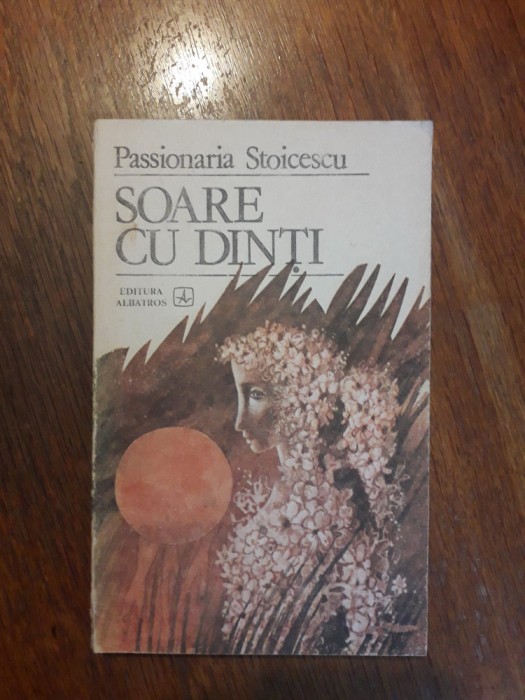 Passionaria Stoicescu
SOARE
CU DINȚI
EDITURA
ALBATROS